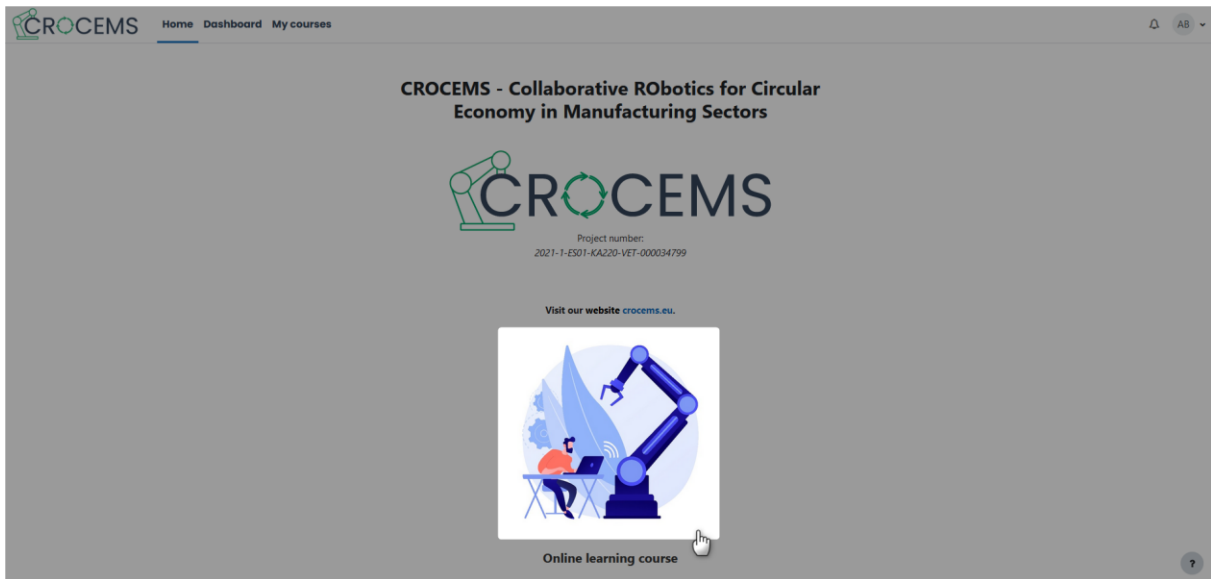 CROCEMS Home Dashboard My courses AB
CROCEMS - Collaborative RObotics for Circular
Economy in Manufacturing Sectors
CROCEMS
Project number:
2021-1-ES01-KA220-VET-000034799
Visit our website crocems.eu.
Online learning course
?